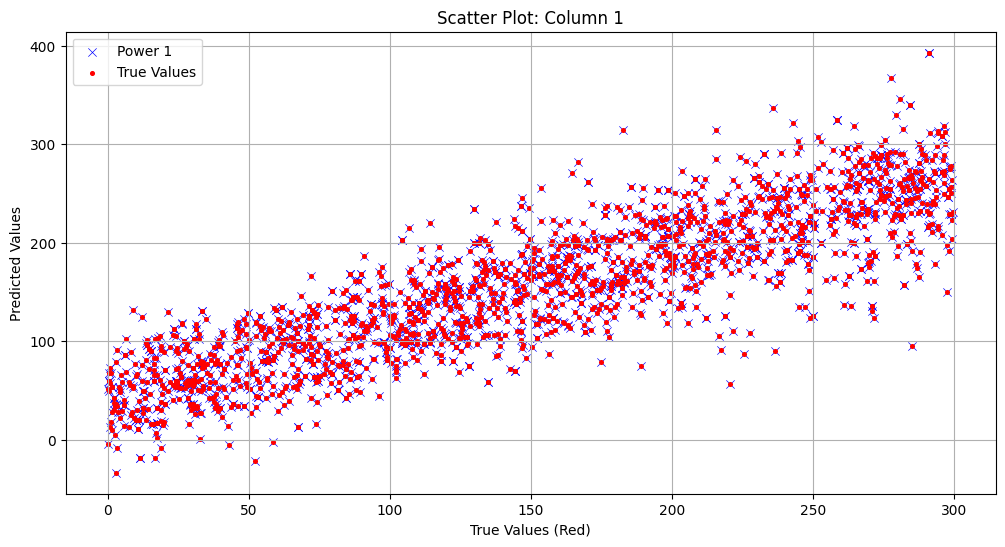 Scatter Plot: Column 1
Power 1
True Values
Predicted Values
400
300
200
100
0
0 50 100 150 200 250 300
True Values (Red)